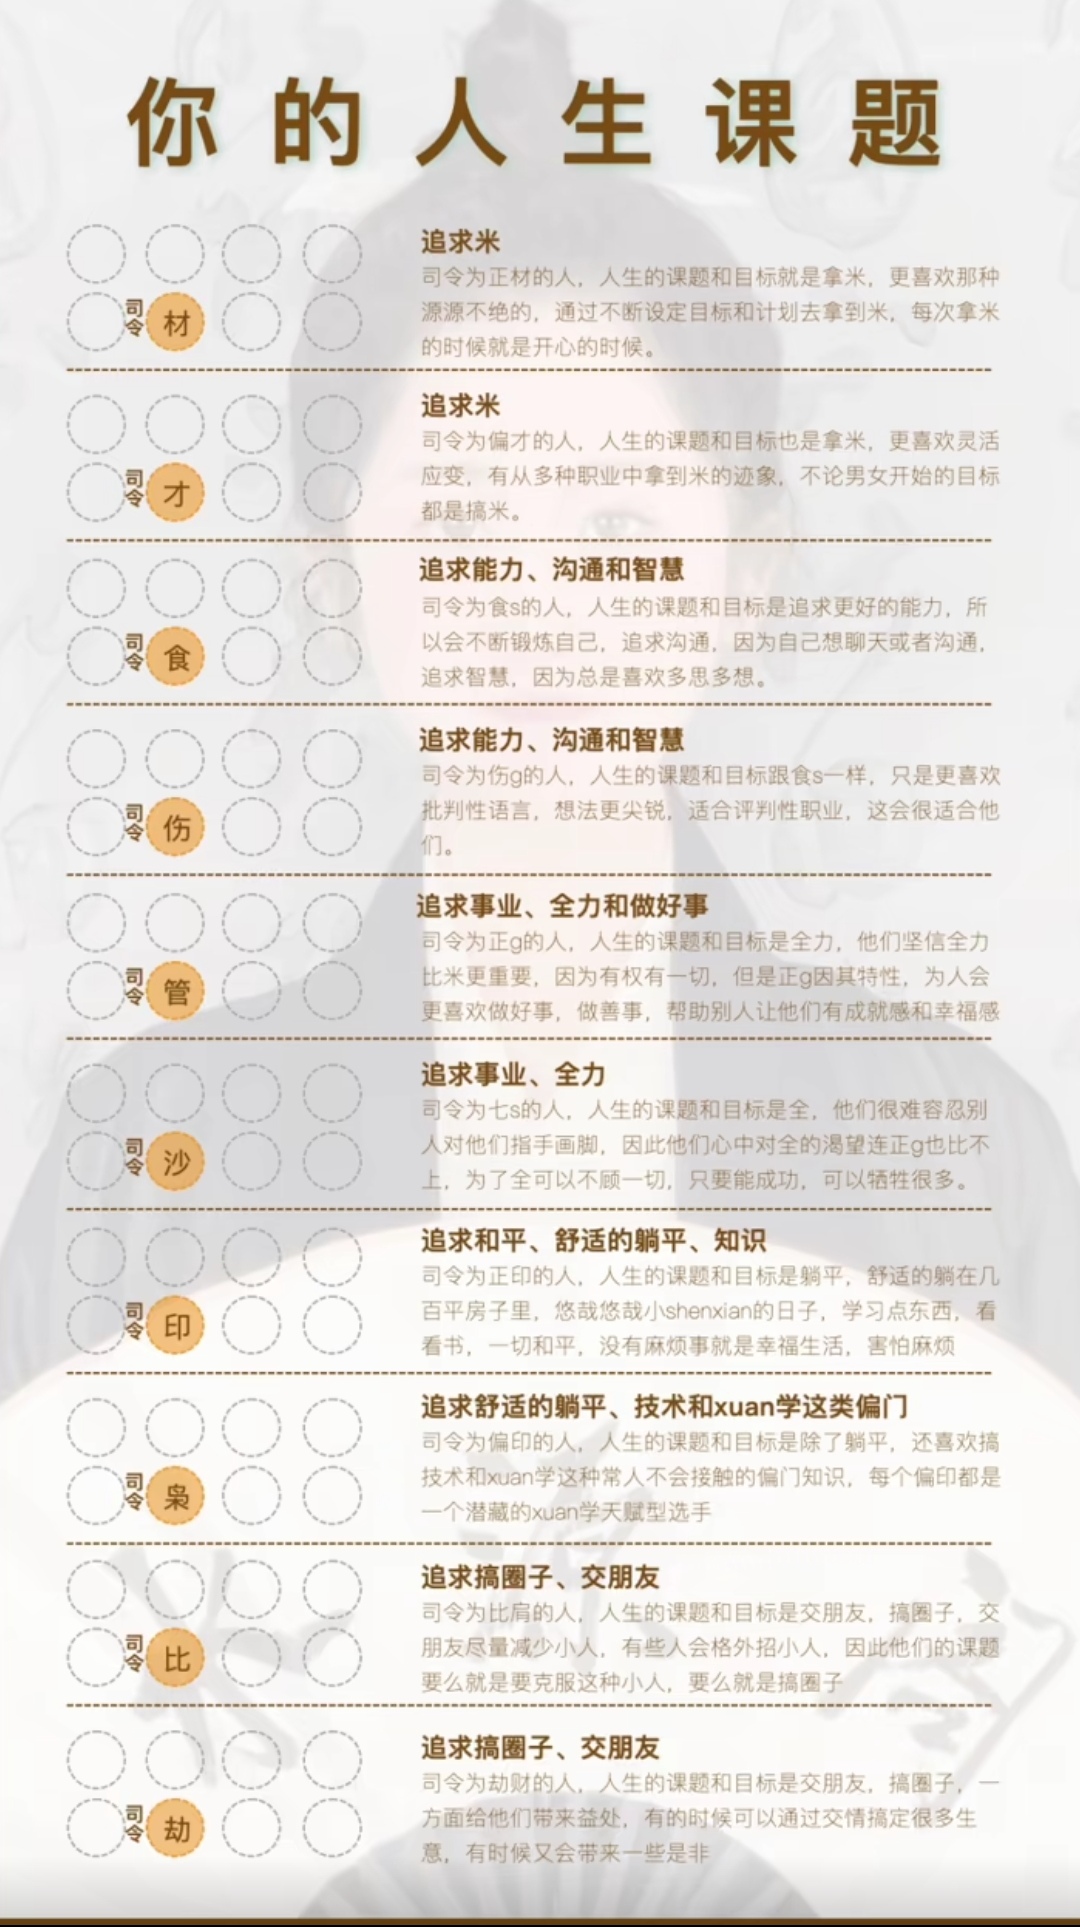 你的人生课题
追求米
司令为正材的人，人生的课题和目标就是拿米，更喜欢那种
源源不绝的，通过不断设定目标和计划去拿到米，每次拿米
的时候就是开心的时候。
司令
材
追求米
司令为偏才的人，人生的课题和目标也是拿米，更喜欢灵活
应变，有从多种职业中拿到米的迹象，不论男女开始的目标
都是搞米。
司令
才
追求能力、沟通和智慧
司令为食s的人，人生的课题和目标是追求更好的能力，所
以会不断锻炼自己，追求沟通，因为自己想聊天或者沟通，
追求智慧，因为总是喜欢多思多想。
司令
食
追求能力、沟通和智慧
司令为伤g的人，人生的课题和目标跟食s一样，只是更喜欢
批判性语言，想法更尖锐，适合评判性职业，这会很适合他
们。
司令
伤
追求事业、全力和做好事
司令为正g的人，人生的课题和目标是全力，他们坚信全力
比米更重要，因为有权有一切，但是正g因其特性，为人会
更喜欢做好事，做善事，帮助别人让他们有成就感和幸福感
司令
管
追求事业、全力
司令为七s的人，人生的课题和目标是全，他们很难容忍别
人对他们指手画脚，因此他们心中对全的渴望连正g也比不
上，为了全可以不顾一切，只要能成功，可以牺牲很多。
司令
沙
追求和平、舒适的躺平、知识
司令为正印的人，人生的课题和目标是躺平，舒适的躺在几
百平房子里，悠哉悠哉小shenxian的日子，学习点东西，看
看书，一切和平，没有麻烦事就是幸福生活，害怕麻烦
司令
印
追求舒适的躺平、技术和xuan学这类偏门
司令为偏印的人，人生的课题和目标是除了躺平，还喜欢搞
技术和xuan学这种常人不会接触的偏门知识，每个偏印都是
一个潜藏的xuan学天赋型选手
司令
枭
追求搞圈子、交朋友
司令为比肩的人，人生的课题和目标是交朋友，搞圈子，交
朋友尽量减少小人，有些人会格外招小人，因此他们的课题
要么就是要克服这种小人，要么就是搞圈子
司令
比
追求搞圈子、交朋友
司令为劫财的人，人生的课题和目标是交朋友，搞圈子，一
方面给他们带来益处，有的时候可以通过交情搞定很多生
意，有时候又会带来一些是非
司令
劫